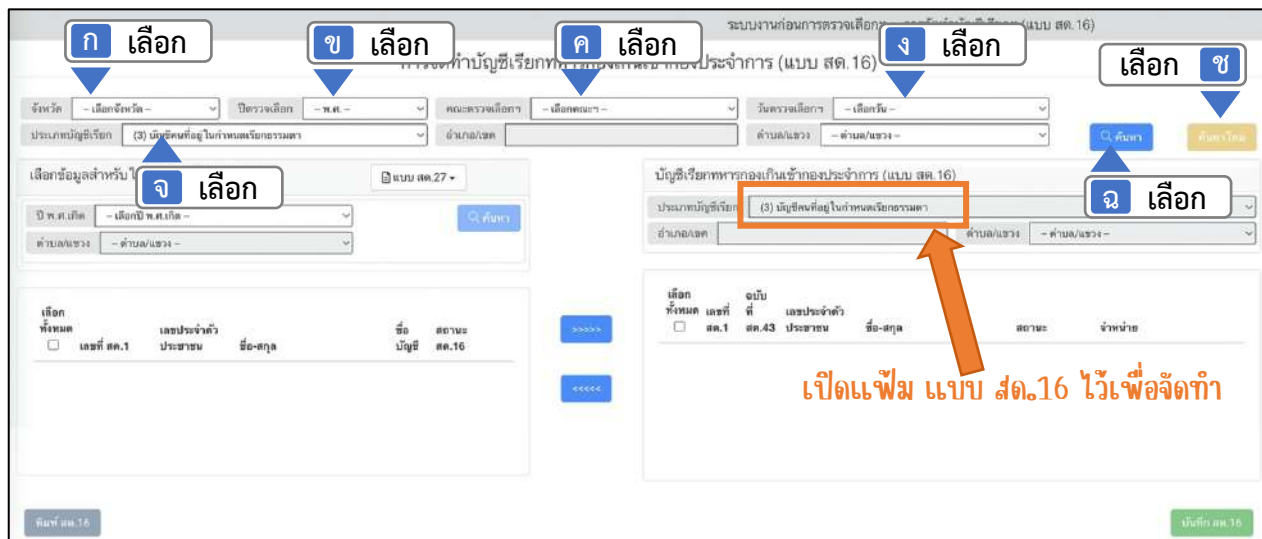 ระบบงานก่อนการตรวจเลือกฯ
(แบบ สด.16)
ก เลือก
ข เลือก
ค เลือก
ง เลือก
เลือก ช
(แบบ สด.16)
จังหวัด – เลือกจังหวัด –
ปีตรวจเลือก – พ.ศ. –
คณะตรวจเลือกฯ – เลือกคณะฯ –
วันตรวจเลือกฯ – เลือกวัน –
ประเภทบัญชีเรียก (3) บัญชีคนที่อยู่ในกำหนดเรียกธรรมดา
อำเภอ/เขต
ตำบล/แขวง – ตำบล/แขวง –
ค้นหา
ค้นหาใหม่
เลือกข้อมูลสำหรับ
จ เลือก
แบบ สด.27
บัญชีเรียกทหารกองเกินเข้ากองประจำการ (แบบ สด.16)
ฉ เลือก
ปี พ.ศ.เกิด – เลือกปี พ.ศ.เกิด –
ค้นหา
ตำบล/แขวง – ตำบล/แขวง –
ประเภทบัญชีเรียก (3) บัญชีคนที่อยู่ในกำหนดเรียกธรรมดา
อำเภอ/เขต
ตำบล/แขวง – ตำบล/แขวง –
เลือกทั้งหมด เลขที่ สด.1 เลขประจำตัวประชาชน ชื่อ-สกุล ชื่อบัญชี สถานะ สด.16
>>>>>
<<<<<
เลือกทั้งหมด เลขที่ สด.1 ฉบับที่ สด.43 เลขประจำตัวประชาชน ชื่อ-สกุล สถานะ จำหน่าย
เปิดแฟ้ม แบบ สด.16 ไว้เพื่อจัดทำ
พิมพ์ สด.16
บันทึก สด.16